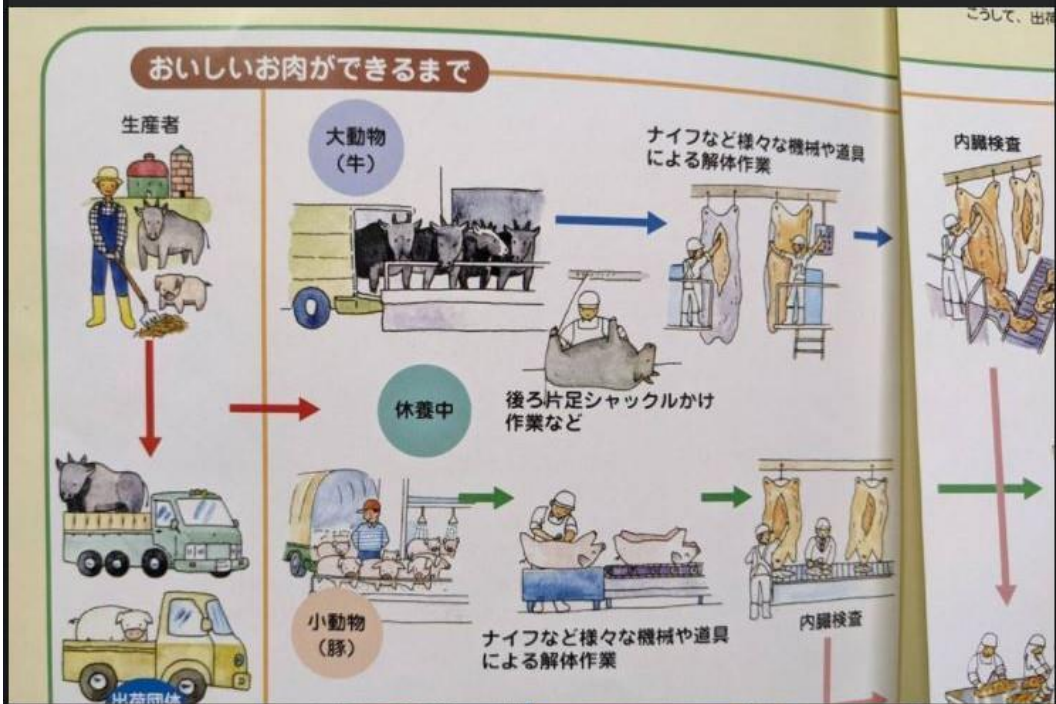 こうして、出荷
おいしいお肉ができるまで
生産者
大動物
（牛）
ナイフなど様々な機械や道具
による解体作業
内臓検査
休養中
後ろ片足シャックルかけ
作業など
小動物
（豚）
ナイフなど様々な機械や道具
による解体作業
内臓検査
出荷団体